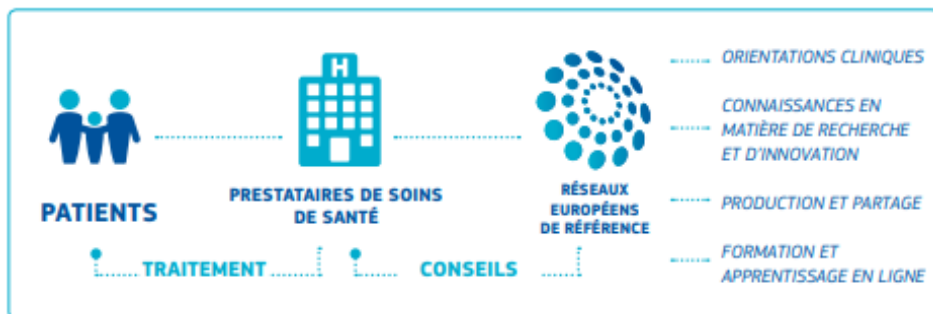 H
PATIENTS
PRESTATAIRES DE SOINS
DE SANTÉ
RÉSEAUX
EUROPÉENS
DE RÉFÉRENCE
TRAITEMENT
CONSEILS
ORIENTATIONS CLINIQUES
CONNAISSANCES EN
MATIÈRE DE RECHERCHE
ET D'INNOVATION
PRODUCTION ET PARTAGE
FORMATION ET
APPRENTISSAGE EN LIGNE